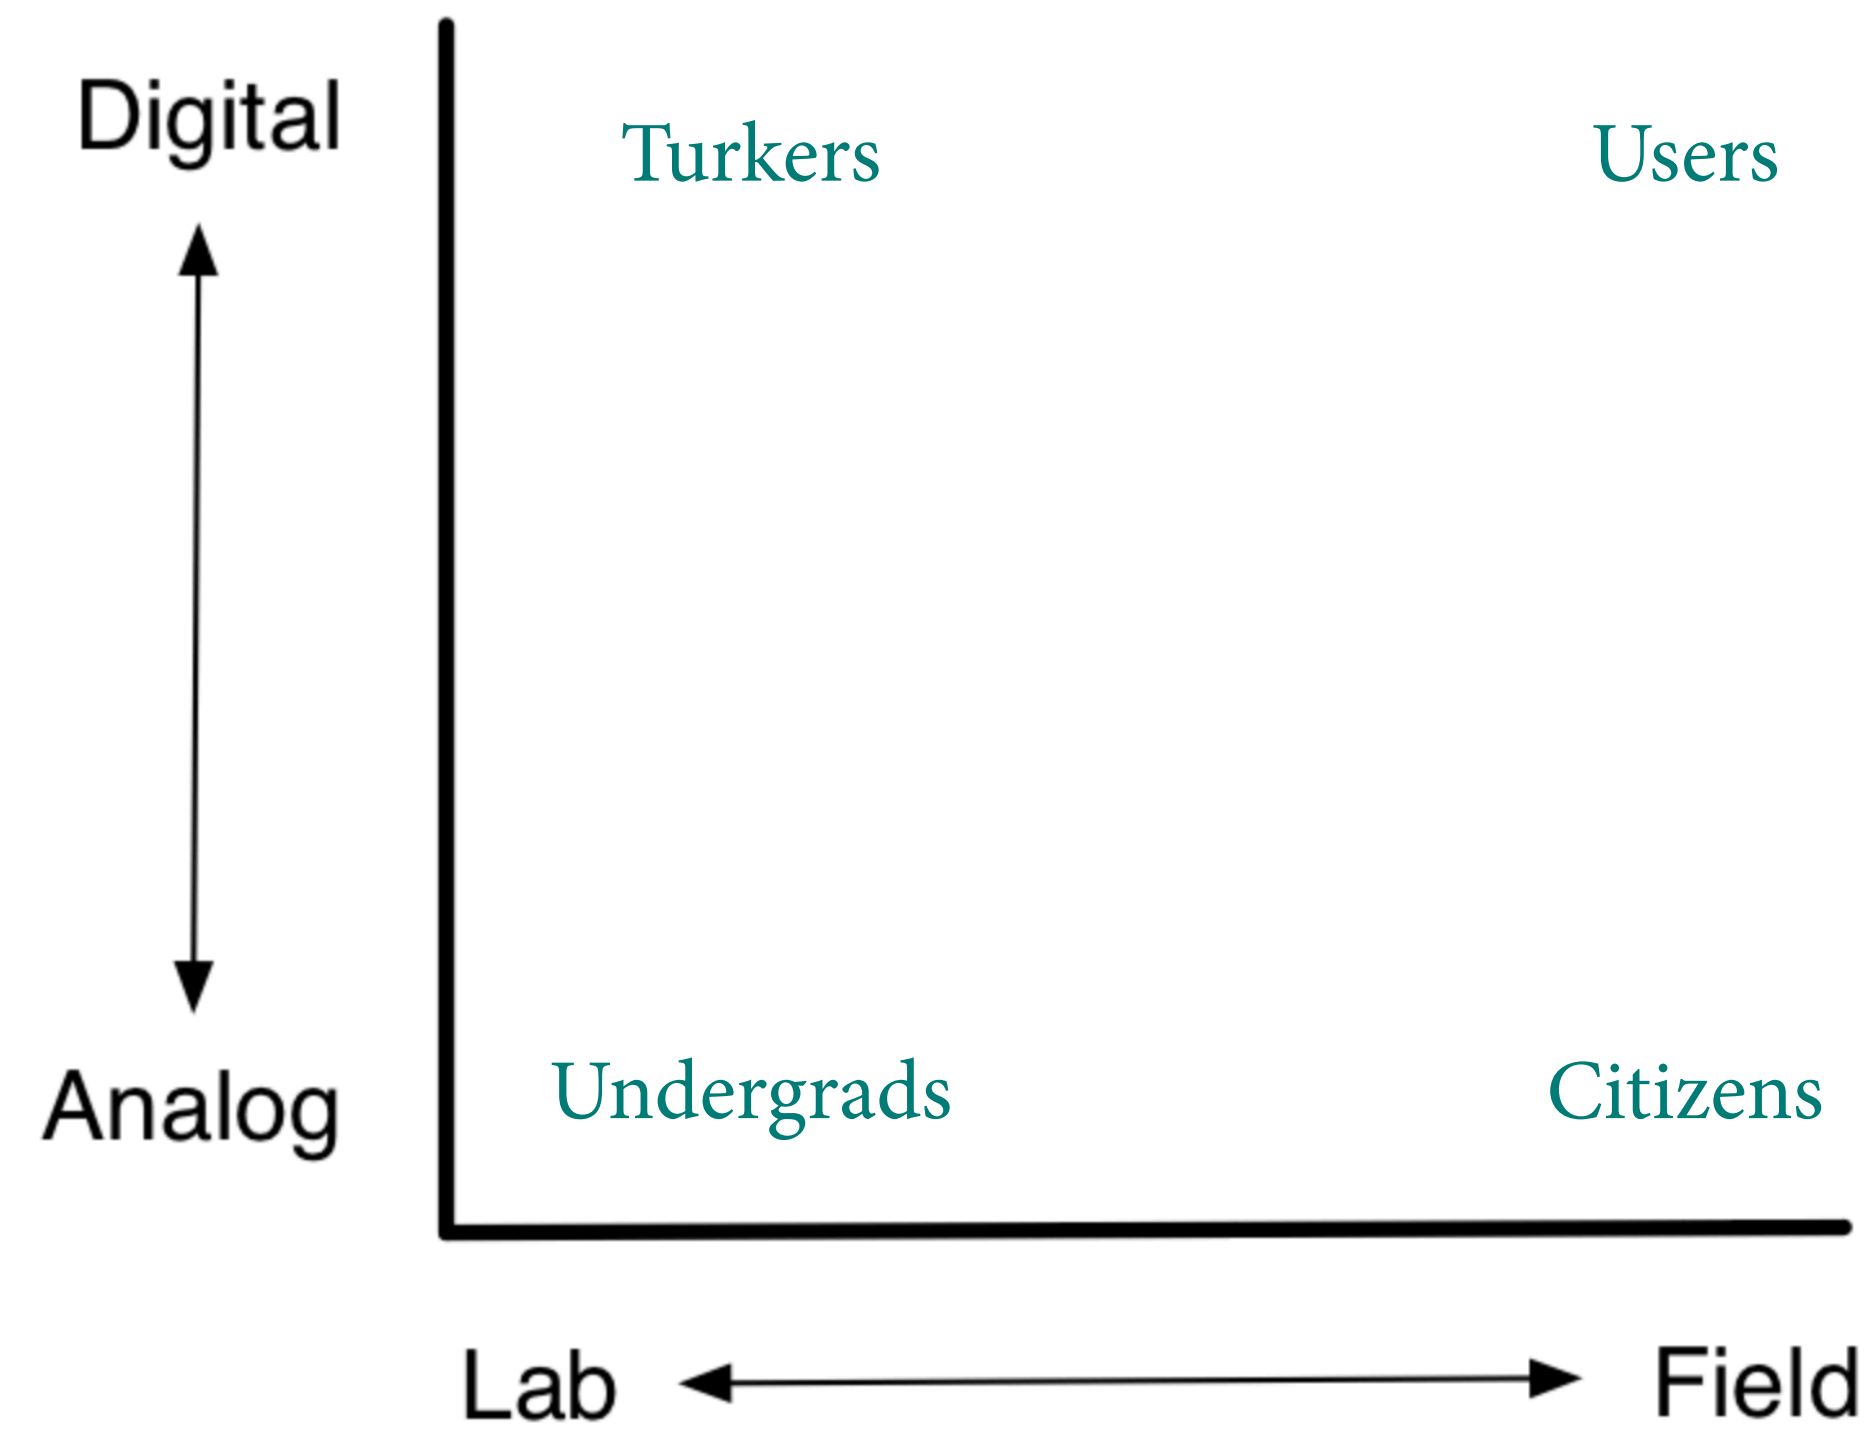 Digital
Turkers
Users
Analog
Undergrads
Citizens
Lab
Field